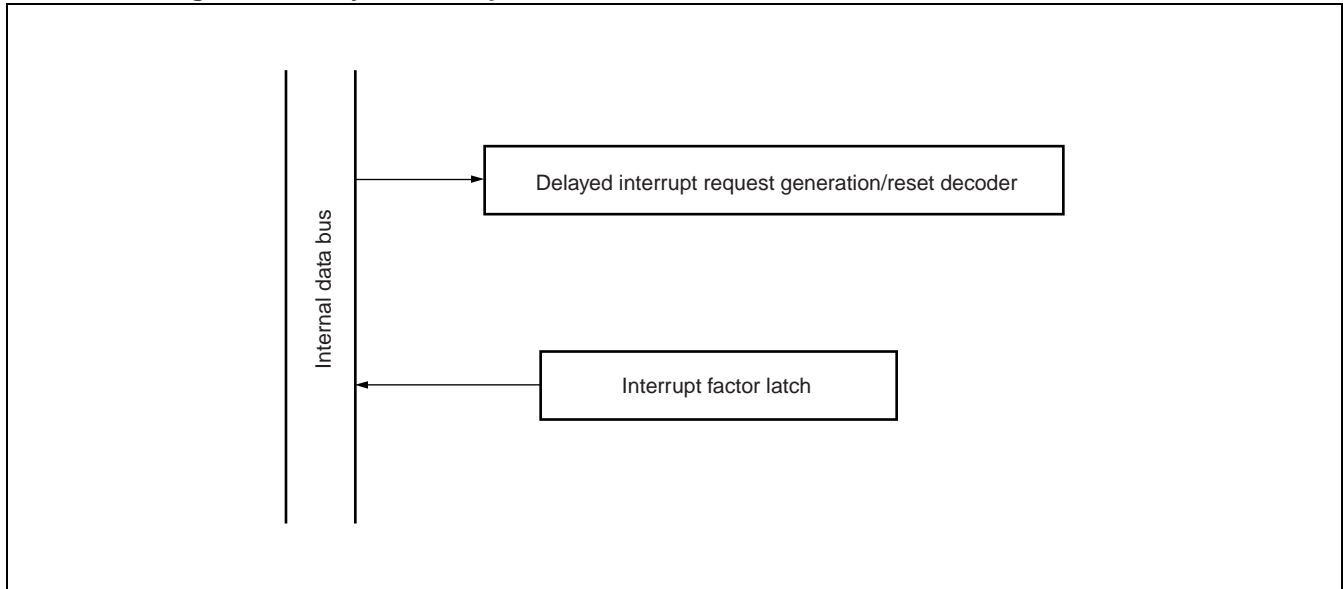 Delayed interrupt request generation/reset decoder
Internal data bus
Interrupt factor latch